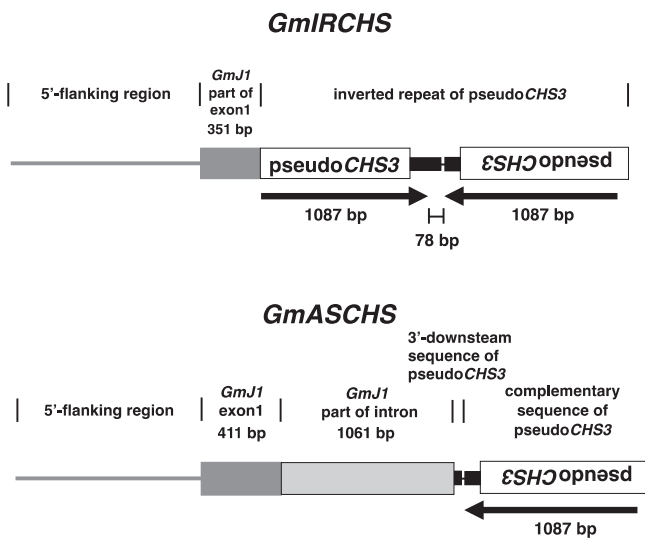 GmIRCHS
5'-flanking region
GmJ1
part of
exon1
351 bp
inverted repeat of pseudoCHS3
pseudoCHS3
pseudoCHS3
1087 bp
1087 bp
78 bp
GmASCHS
3'-downsteam
sequence of
pseudoCHS3
5'-flanking region
GmJ1
exon1
411 bp
GmJ1
part of intron
1061 bp
complementary
sequence of
pseudoCHS3
pseudoCHS3
1087 bp